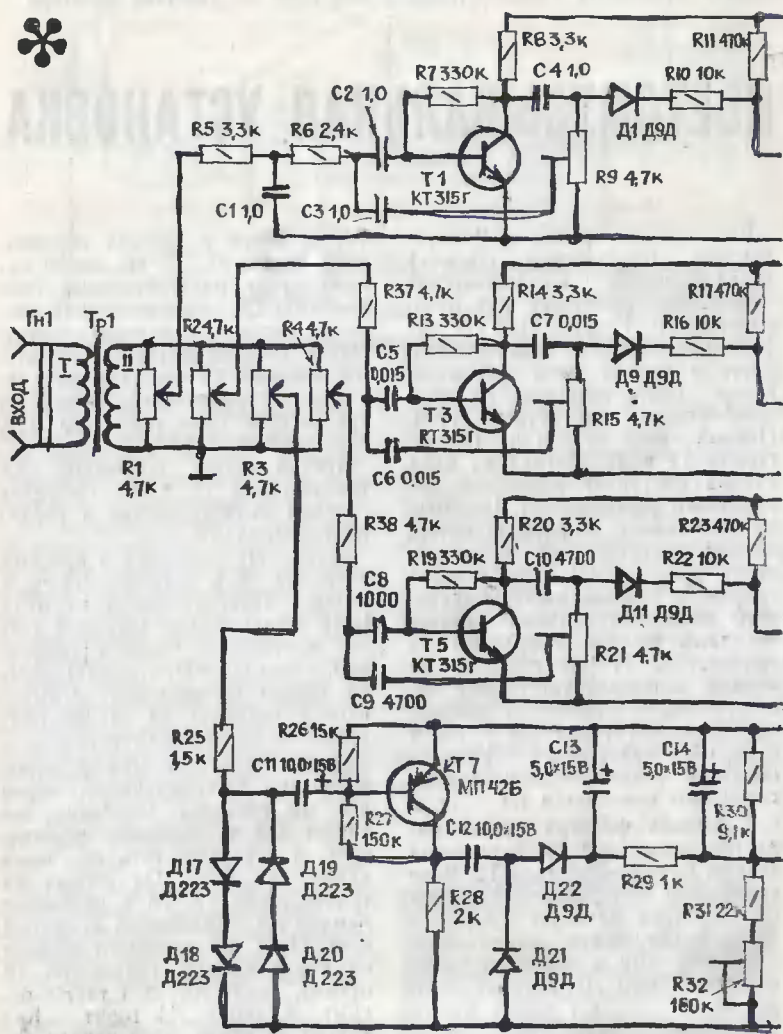 R8 3,3к
R11 470к
R7 330к
C4 1,0
R10 10к
C2 1,0
R5 3,3к
R6 2,4к
Д1 Д9Д
T1
КТ315Г
R9 4,7к
C1 1,0
C3 1,0
R37 4,7к
R14 3,3к
R17 470к
R13 330к
C7 0,015
R16 10к
Гн1
Тр1
R2 4,7к
R4 4,7к
C5
0,015
I
II
Д9 Д9Д
ВХОД
T3
КТ315Г
R15 4,7к
R1
4,7к
R3
4,7к
C6 0,015
R38 4,7к
R20 3,3к
R23 470к
R19 330к
C10 4700
R22 10к
C8
1000
Д11 Д9Д
T5
КТ315Г
R21 4,7к
C9 4700
R25
1,5к
R26 15к
C11 10,0×15В
C13
5,0×15В
C14
5,0×15В
КТ7
МП42Б
R27
150к
C12 10,0×15В
R30
9,1к
Д17
Д223
Д19
Д223
R28
2к
Д22
Д9Д
R29 1к
R31 22к
Д18
Д223
Д20
Д223
Д21
Д9Д
R32
160к